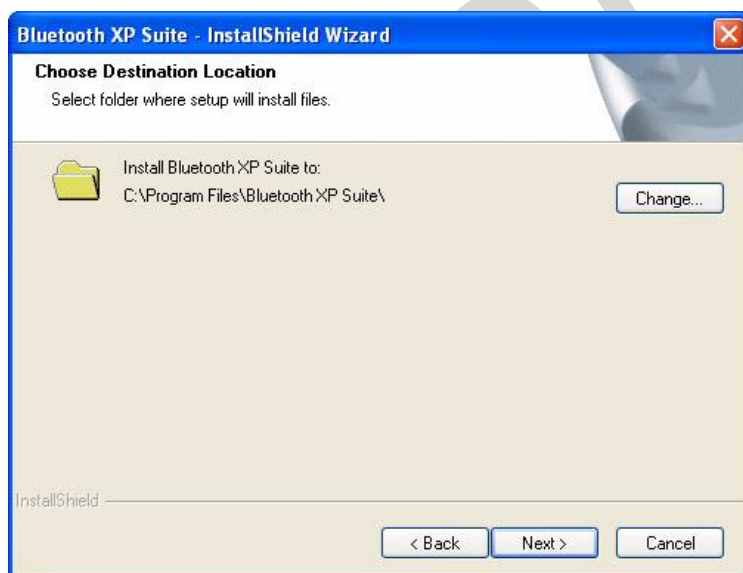 Bluetooth XP Suite - InstallShield Wizard
Choose Destination Location
Select folder where setup will install files.
Install Bluetooth XP Suite to:
C:\Program Files\Bluetooth XP Suite\
Change...
InstallShield
< Back
Next >
Cancel